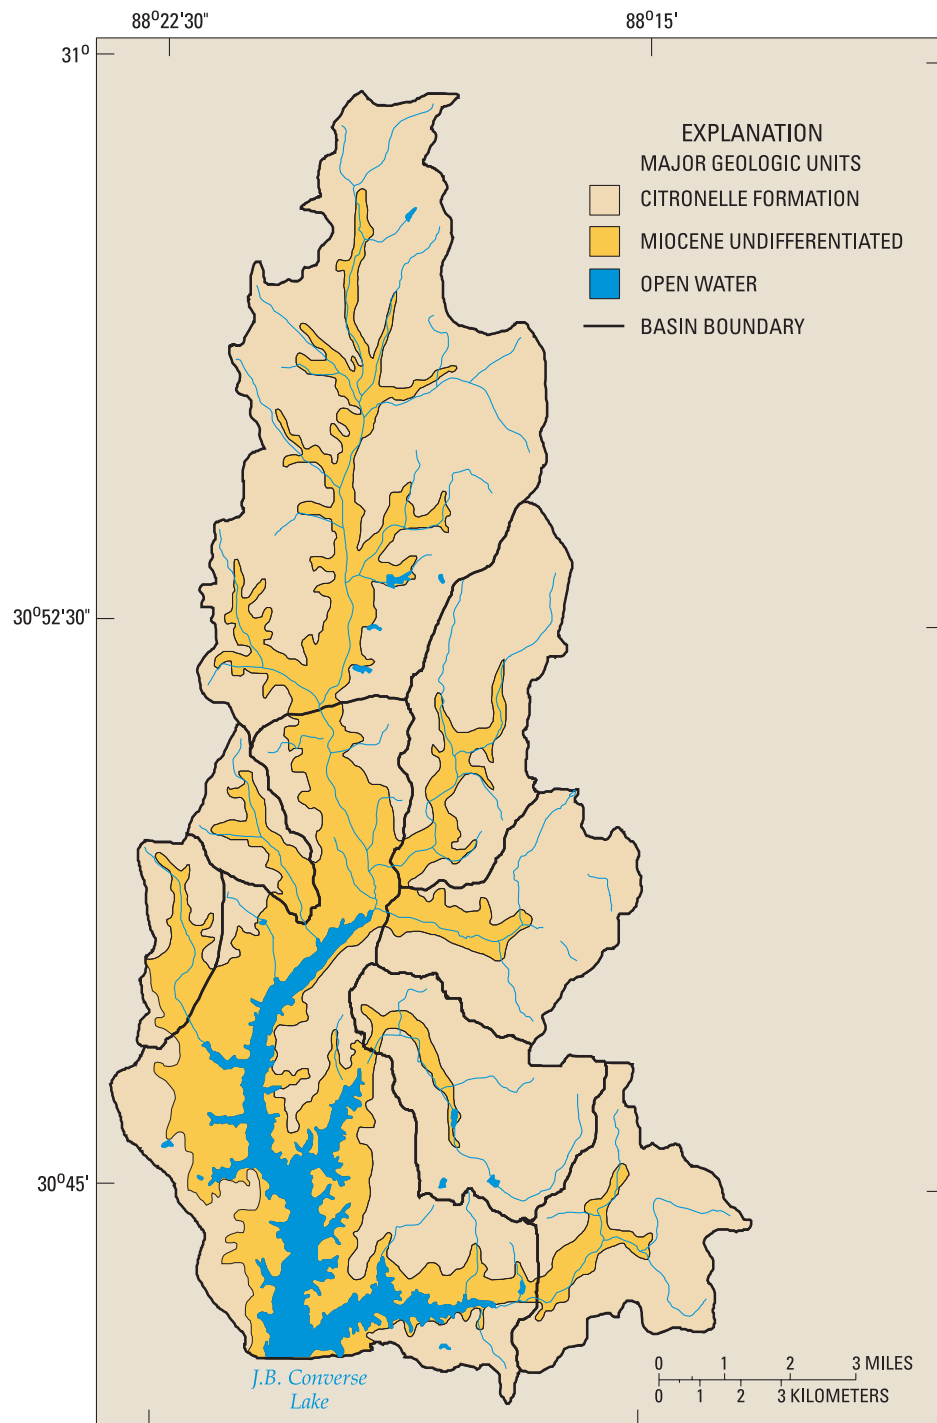 88°22'30"
88°15'
31°
EXPLANATION
MAJOR GEOLOGIC UNITS
CITRONELLE FORMATION
MIOCENE UNDIFFERENTIATED
OPEN WATER
BASIN BOUNDARY
30°52'30"
30°45'
J.B. Converse
Lake
0 1 2 3 MILES
0 1 2 3 KILOMETERS